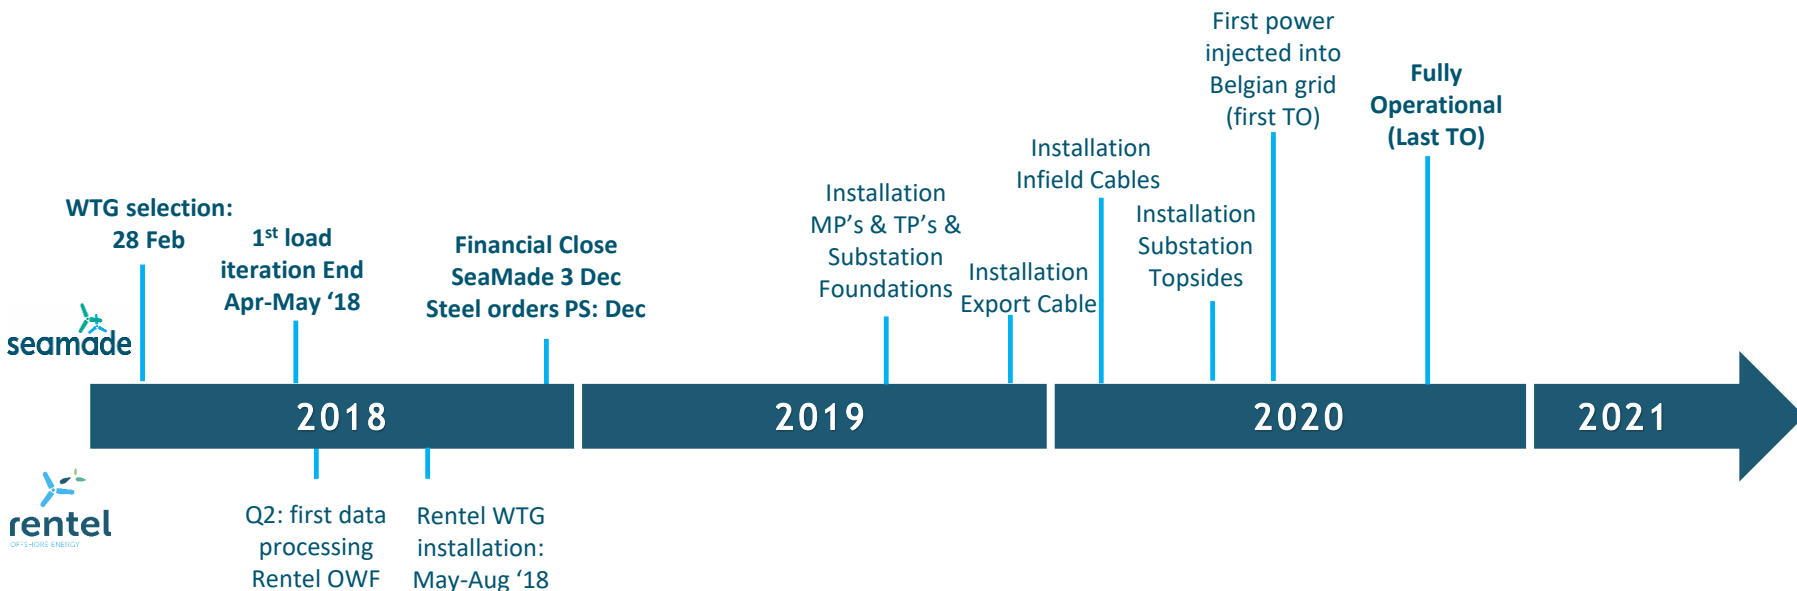 First power
injected into
Belgian grid
(first TO)
Fully
Operational
(Last TO)
Installation
Infield Cables
Installation
MP's & TP's &
Substation
Foundations
Installation
Substation
Topsides
WTG selection:
28 Feb
1st load
iteration End
Apr-May ‘18
Financial Close
SeaMade 3 Dec
Steel orders PS: Dec
Installation
Export Cable
seamade
2018
2019
2020
2021
rentel
OFFSHORE ENERGY
Q2: first data
processing
Rentel OWF
Rentel WTG
installation:
May-Aug ‘18